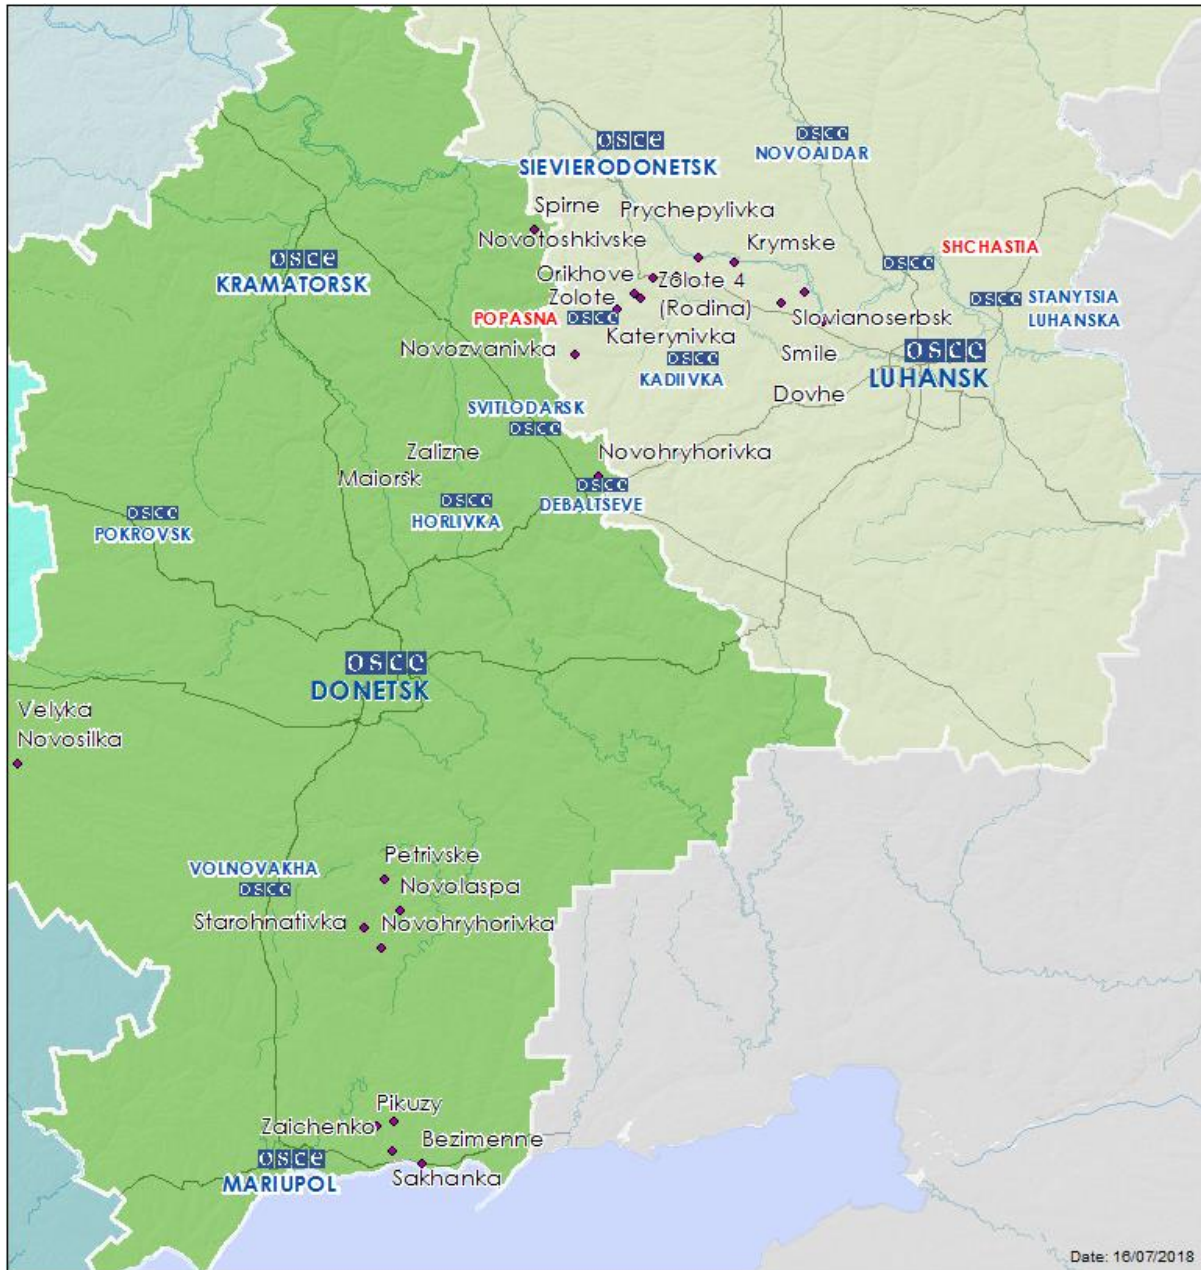 OSCE
SIEVIERODONETSK
OSCE
NOVOAIDAR
Spirne
Prychepylivka
Novotoshkivske
Krymske
OSCE
SHCHASTIA
OSCE
KRAMATORSK
Orikhove
Zolote 4
(Rodina)
Zolote
POPASNA
OSCE
Katerynivka
Slovianoserbsk
OSCE
STANYTSIA
LUHANSKA
Novozvanivka
OSCE
KADIIVKA
Smile
OSCE
LUHANSK
Dovhe
SVITLODARSK
OSCE
Zalizne
Maiorsk
Novohryhorivka
OSCE
DEBALTSEVE
OSCE
HORLIVKA
OSCE
POKROVSK
OSCE
DONETSK
Velyka
Novosilka
Petrivske
VOLNOVAKHA
OSCE
Novolaspa
Starohnativka
Novohryhorivka
Pikuzy
Zaichenko
Bezimenne
OSCE
MARIUPOL
Sakhanka
Date: 16/07/2018